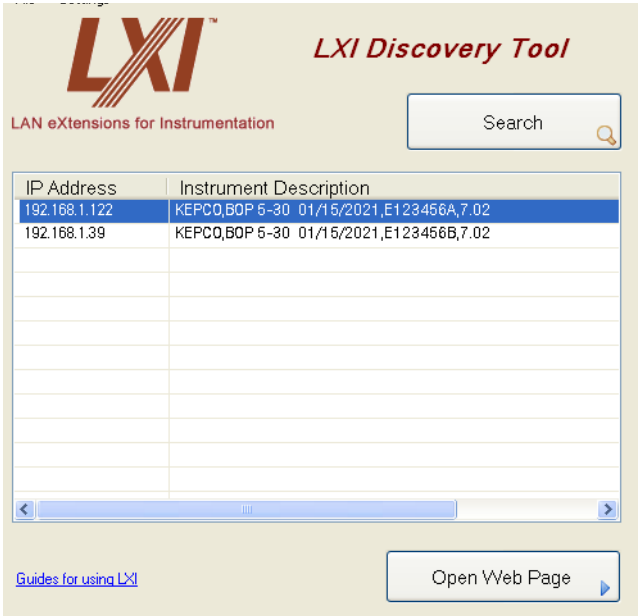 LXI™
LXI Discovery Tool
LAN eXtensions for Instrumentation
Search
IP Address Instrument Description
192.168.1.122 KEPCO,BOP 5-30 01/15/2021,E123456A,7.02
192.168.1.39 KEPCO,BOP 5-30 01/15/2021,E123456B,7.02
Guides for using LXI
Open Web Page